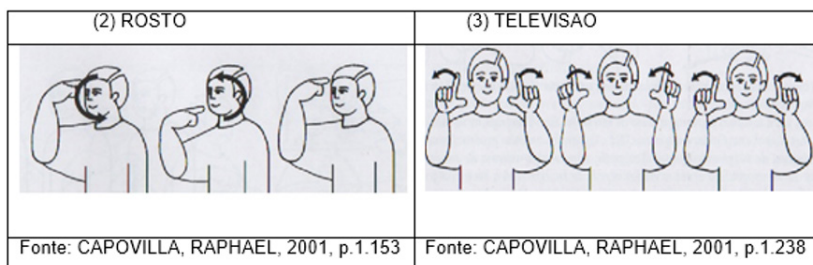 (2) ROSTO
(3) TELEVISAO
Fonte: CAPOVILLA, RAPHAEL, 2001, p.1.153
Fonte: CAPOVILLA, RAPHAEL, 2001, p.1.238